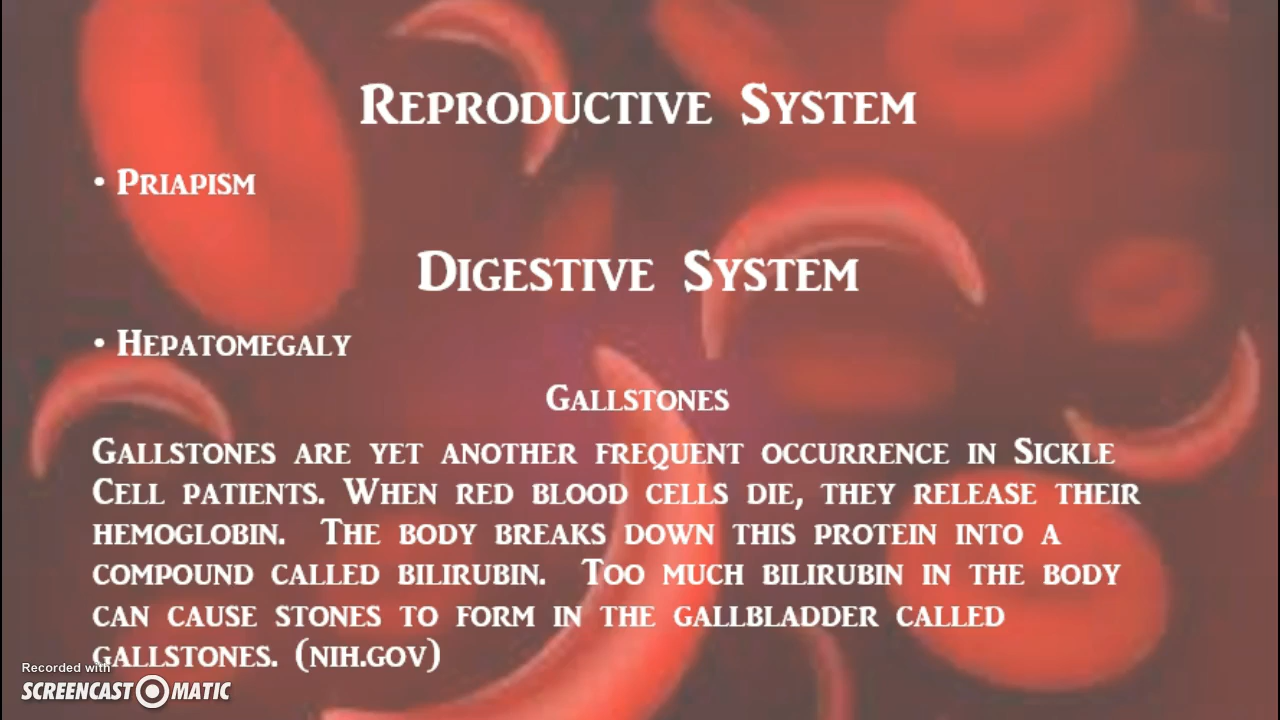 Reproductive System
• Priapism
Digestive System
• Hepatomegaly
Gallstones
Gallstones are yet another frequent occurrence in Sickle
Cell patients. When red blood cells die, they release their
hemoglobin. The body breaks down this protein into a
compound called bilirubin. Too much bilirubin in the body
can cause stones to form in the gallbladder called
gallstones. (nih.gov)
Recorded with
SCREENCAST MATIC